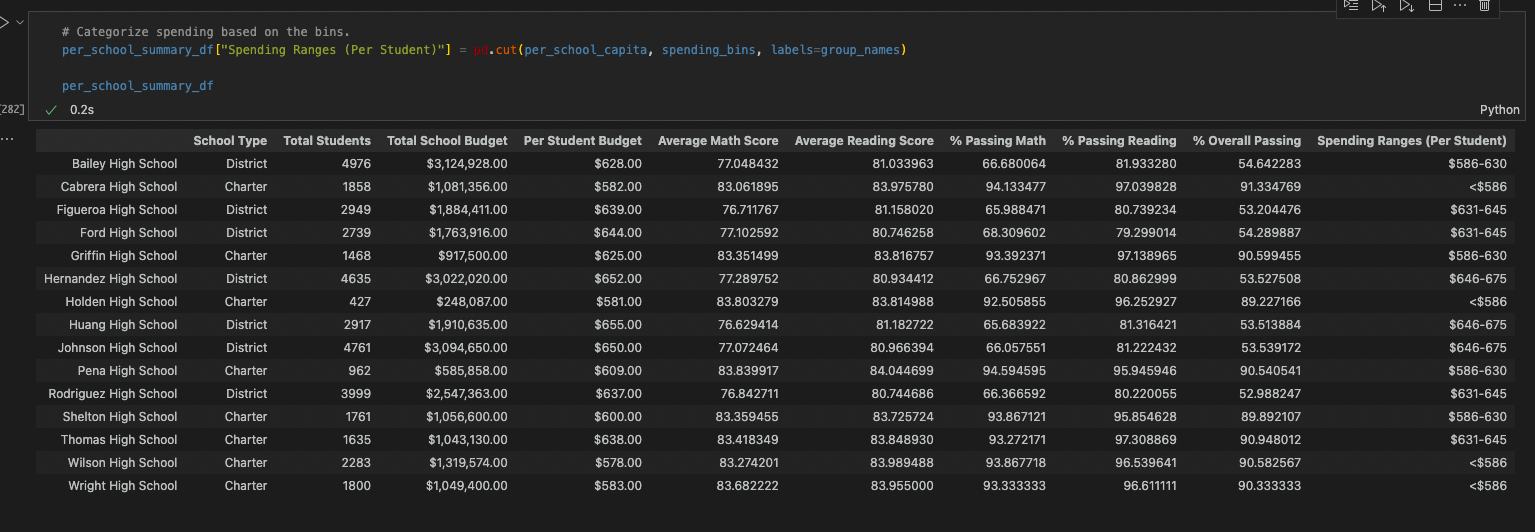 # Categorize spending based on the bins.
per_school_summary_df["Spending Ranges (Per Student)"] = pd.cut(per_school_capita, spending_bins, labels=group_names)
per_school_summary_df
[282]
0.2s
Python
School Type Total Students Total School Budget Per Student Budget Average Math Score Average Reading Score % Passing Math % Passing Reading % Overall Passing Spending Ranges (Per Student)
Bailey High School District 4976 $3,124,928.00 $628.00 77.048432 81.033963 66.680064 81.933280 54.642283 $586-630
Cabrera High School Charter 1858 $1,081,356.00 $582.00 83.061895 83.975780 94.133477 97.039828 91.334769 <$586
Figueroa High School District 2949 $1,884,411.00 $639.00 76.711767 81.158020 65.988471 80.739234 53.204476 $631-645
Ford High School District 2739 $1,763,916.00 $644.00 77.102592 80.746258 68.309602 79.299014 54.289887 $631-645
Griffin High School Charter 1468 $917,500.00 $625.00 83.351499 83.816757 93.392371 97.138965 90.599455 $586-630
Hernandez High School District 4635 $3,022,020.00 $652.00 77.289752 80.934412 66.752967 80.862999 53.527508 $646-675
Holden High School Charter 427 $248,087.00 $581.00 83.803279 83.814988 92.505855 96.252927 89.227166 <$586
Huang High School District 2917 $1,910,635.00 $655.00 76.629414 81.182722 65.683922 81.316421 53.513884 $646-675
Johnson High School District 4761 $3,094,650.00 $650.00 77.072464 80.966394 66.057551 81.222432 53.539172 $646-675
Pena High School Charter 962 $585,858.00 $609.00 83.839917 84.044699 94.594595 95.945946 90.540541 $586-630
Rodriguez High School District 3999 $2,547,363.00 $637.00 76.842711 80.744686 66.366592 80.220055 52.988247 $631-645
Shelton High School Charter 1761 $1,056,600.00 $600.00 83.359455 83.725724 93.867121 95.854628 89.892107 $586-630
Thomas High School Charter 1635 $1,043,130.00 $638.00 83.418349 83.848930 93.272171 97.308869 90.948012 $631-645
Wilson High School Charter 2283 $1,319,574.00 $578.00 83.274201 83.989488 93.867718 96.539641 90.582567 <$586
Wright High School Charter 1800 $1,049,400.00 $583.00 83.682222 83.955000 93.333333 96.611111 90.333333 <$586